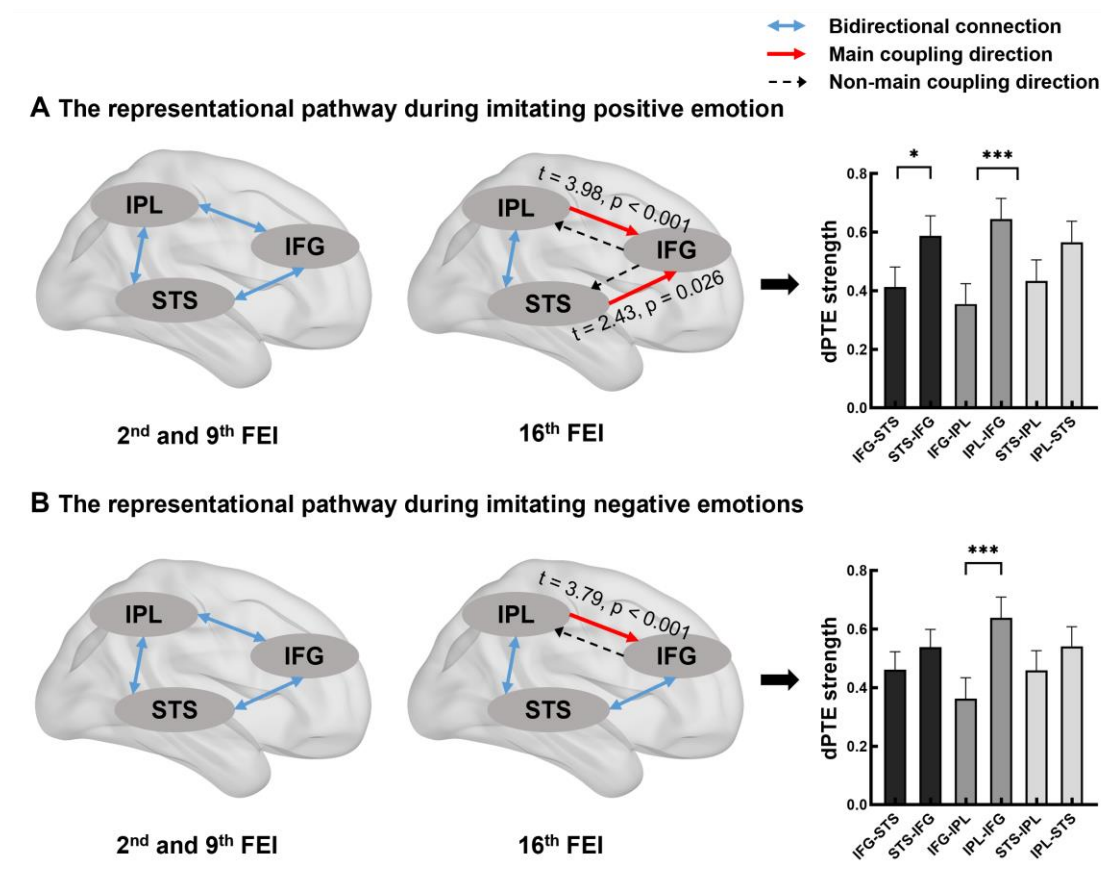 Bidirectional connection
Main coupling direction
Non-main coupling direction
A The representational pathway during imitating positive emotion
IPL
IFG
STS
2nd and 9th FEI
t = 3.98, p < 0.001
IPL
IFG
STS
t = 2.43, p = 0.026
16th FEI
* ***
dPTE strength
0.8
0.6
0.4
0.2
0.0
IFG-STS
STS-IFG
IFG-IPL
IPL-IFG
STS-IPL
IPL-STS
B The representational pathway during imitating negative emotions
IPL
IFG
STS
2nd and 9th FEI
t = 3.79, p < 0.001
IPL
IFG
STS
16th FEI
***
dPTE strength
0.8
0.6
0.4
0.2
0.0
IFG-STS
STS-IFG
IFG-IPL
IPL-IFG
STS-IPL
IPL-STS